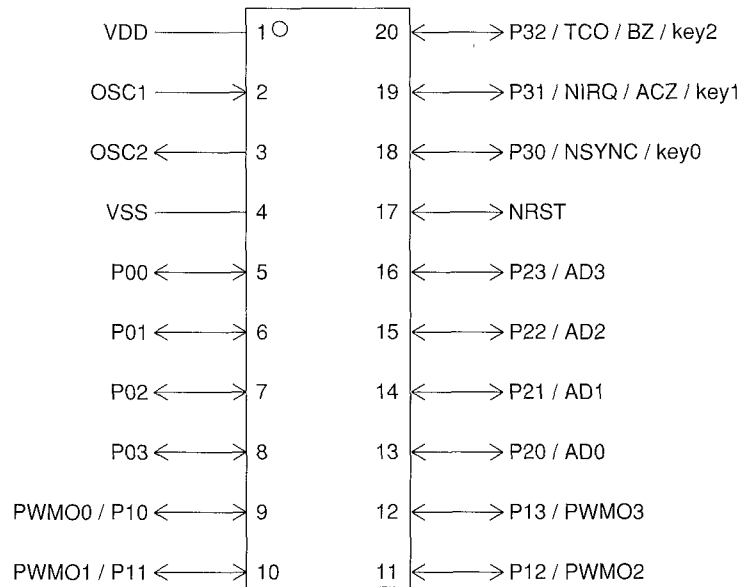 VDD 1 20 P32 / TCO / BZ / key2
OSC1 2 19 P31 / NIRQ / ACZ / key1
OSC2 3 18 P30 / NSYNC / key0
VSS 4 17 NRST
P00 5 16 P23 / AD3
P01 6 15 P22 / AD2
P02 7 14 P21 / AD1
P03 8 13 P20 / AD0
PWMO0 / P10 9 12 P13 / PWMO3
PWMO1 / P11 10 11 P12 / PWMO2